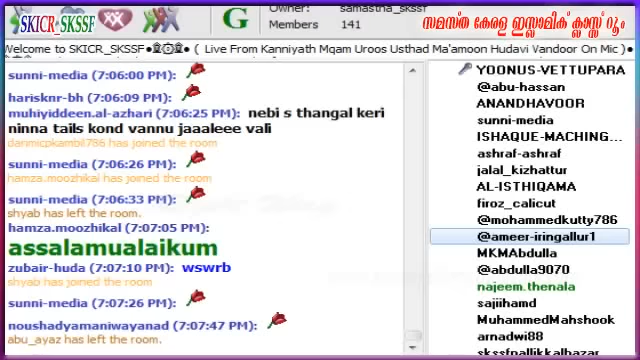 SKICR_SKSSF
G
Owner : samastha_skssf
Members 141
സമസ്ത കേരള ഇസ്ലാമിക് ക്ലാസ്സ് റൂം
Welcome to SKICR_SKSSF ( Live From Kanniyath Mqam Uroos Usthad Ma'amoon Hudavi Vandoor On Mic )
sunni-media (7:06:00 PM):
harisknr-bh (7:06:09 PM):
muhiyiddeen.al-azhari (7:06:25 PM): nebi s thangal keri
ninna tails kond vannu jaaaleee vali
danmicpkambil786 has joined the room
sunni-media (7:06:26 PM):
hamza.moozhikal has joined the room
sunni-media (7:06:33 PM):
shyab has left the room.
hamza.moozhikal (7:07:05 PM):
assalamualaikum
zubair-huda (7:07:10 PM): wswrb
shyab has joined the room
sunni-media (7:07:26 PM):
noushadyamaniwayanad (7:07:47 PM):
abu_ayaz has left the room.
YOONUS-VETTUPARA
@abu-hassan
ANANDHAVOOR
sunni-media
ISHAQUE-MACHING...
ashraf-ashraf
jalal_kizhattur
AL-ISTHIQAMA
firoz_calicut
@mohammedkutty786
@ameer-iringallur1
MKMAbdulla
@abdulla9070
najeem.thenala
sajiihamd
MuhammedMahshook
arnadwi88
skssfpallikkalbazar